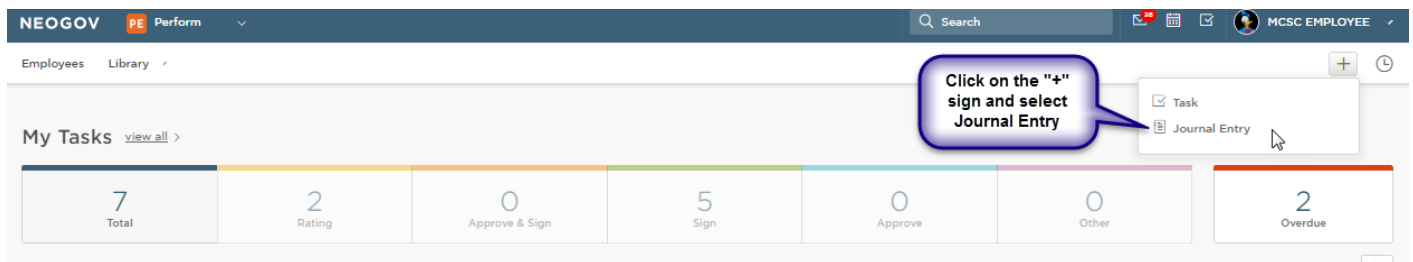 NEOGOV PE Perform Search 38 MCSC EMPLOYEE
Employees Library
Click on the "+"
sign and select
Journal Entry
Task
Journal Entry
My Tasks view all >
7 2 0 5 0 0 2
Total Rating Approve & Sign Sign Approve Other Overdue